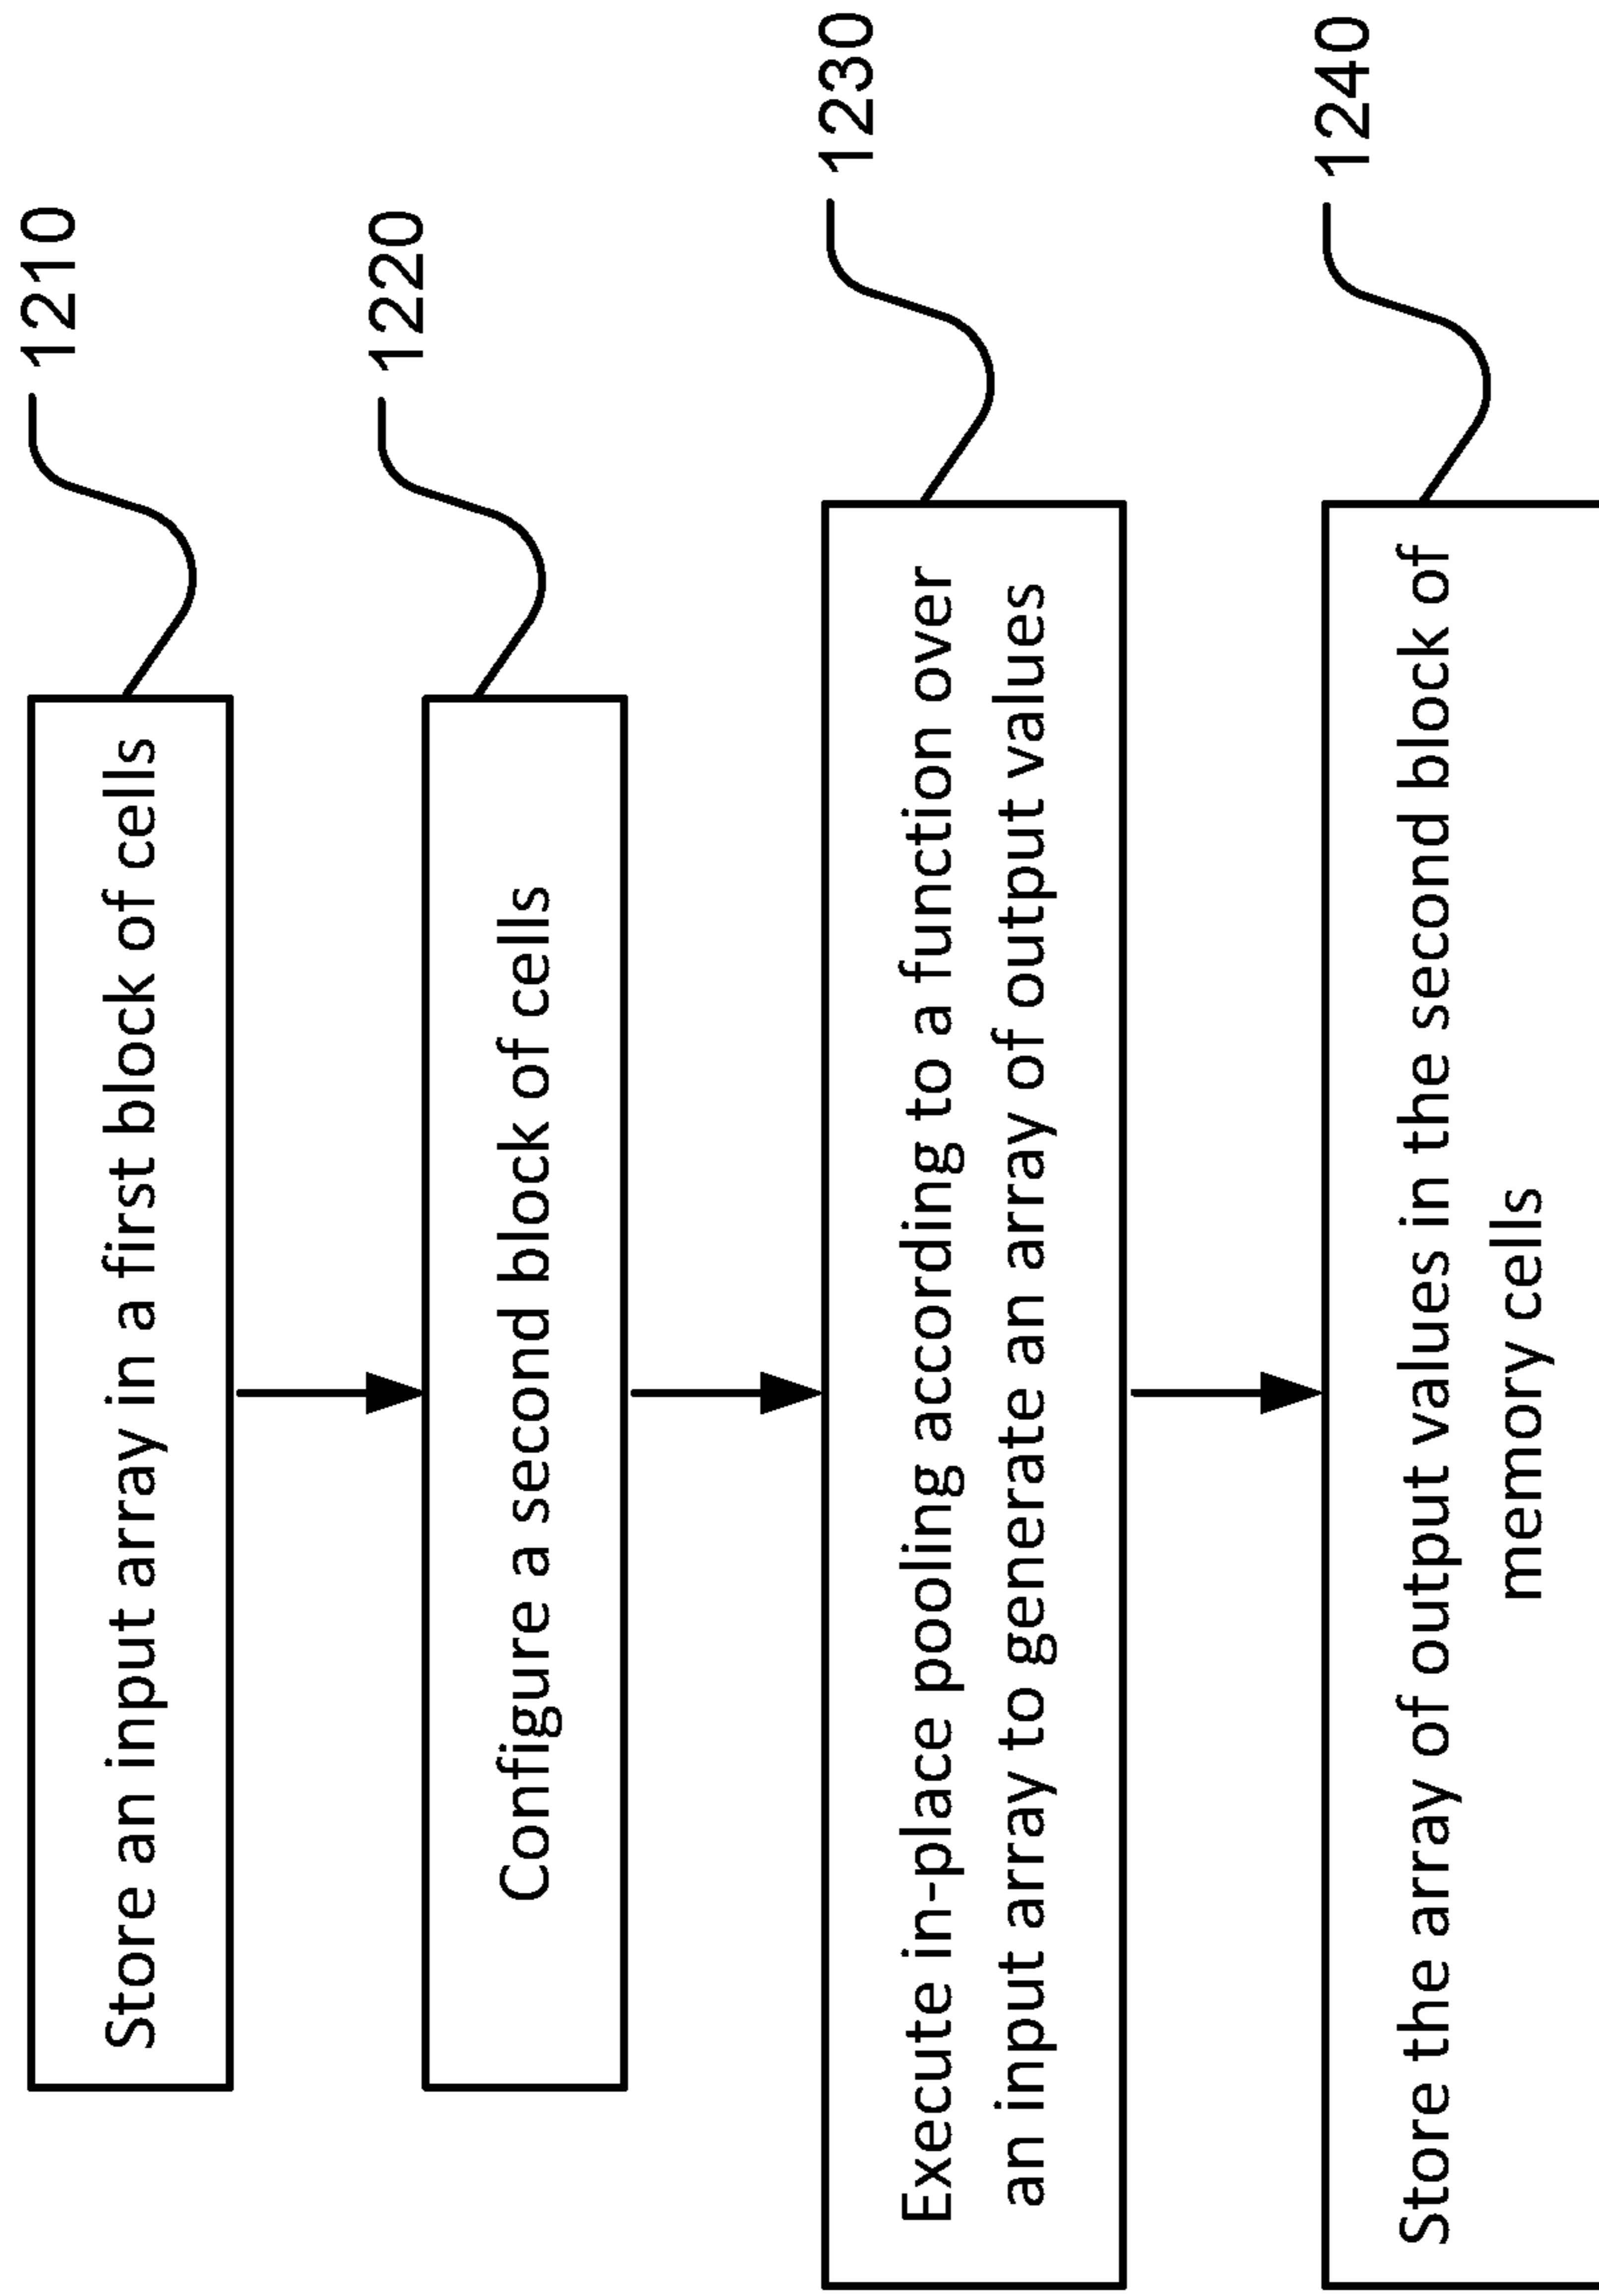 1210
Store an input array in a first block of cells
1220
Configure a second block of cells
1230
Execute in-place pooling according to a function over
an input array to generate an array of output values
1240
Store the array of output values in the second block of
memory cells